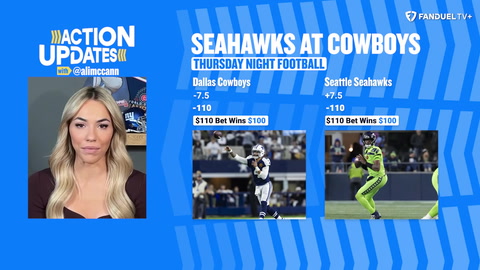 ACTION
UPDATES
with @alimccann
FANDUEL TV+
SEAHAWKS AT COWBOYS
THURSDAY NIGHT FOOTBALL
Dallas Cowboys
-7.5
-110
$110 Bet Wins $100
Seattle Seahawks
+7.5
-110
$110 Bet Wins $100